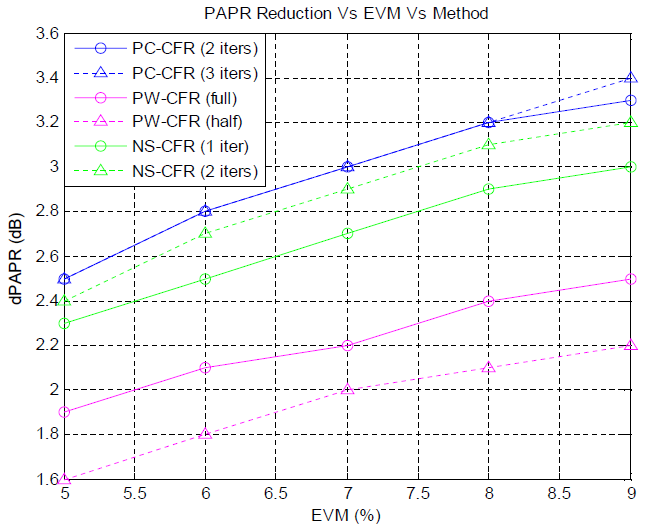 PAPR Reduction Vs EVM Vs Method
3.6
3.4
3.2
3
2.8
2.6
2.4
2.2
2
1.8
1.6
dPAPR (dB)
PC-CFR (2 iters)
PC-CFR (3 iters)
PW-CFR (full)
PW-CFR (half)
NS-CFR (1 iter)
NS-CFR (2 iters)
5 5.5 6 6.5 7 7.5 8 8.5 9
EVM (%)